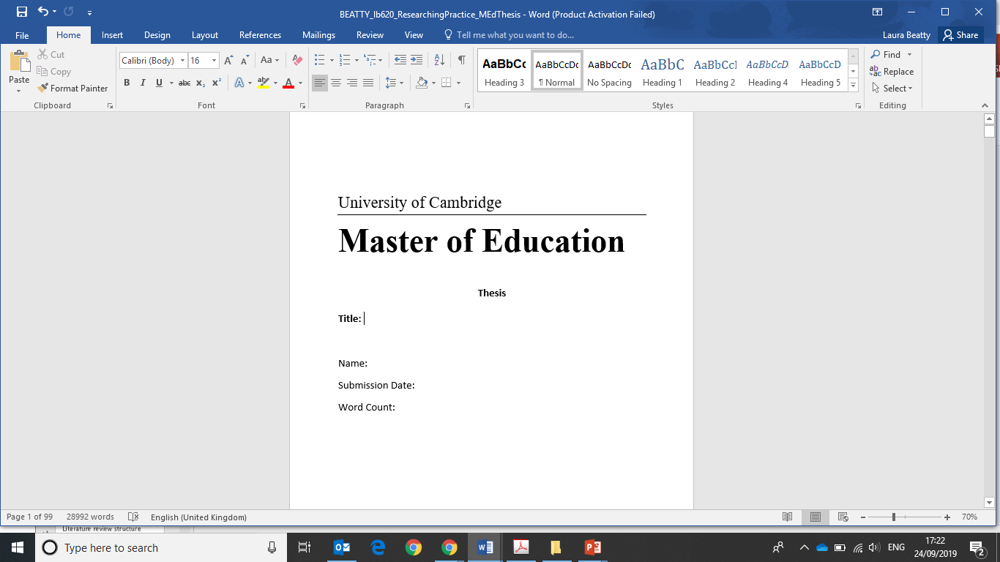 BEATTY_lb620_ResearchingPractice_MEdThesis - Word (Product Activation Failed)
File Home Insert Design Layout References Mailings Review View Tell me what you want to do... Laura Beatty Share
Paste
Cut
Copy
Format Painter
Clipboard
Calibri (Body) 16 A A Aa
B I U abc x₂ x² A ab A
Font
A Z ¶
Paragraph
AaBbCc AaBbCcDc AaBbCcDc AaBbC AaBbCcI AaBbCcD AaBbCcD
Heading 3 ¶ Normal No Spacing Heading 1 Heading 2 Heading 4 Heading 5
Styles
Find
Replace
Select
Editing
University of Cambridge
Master of Education
Thesis
Title:
Name:
Submission Date:
Word Count:
Page 1 of 99 28992 words English (United Kingdom) 70%
Literature review structure
Type here to search
ENG 17:22
24/09/2019 2